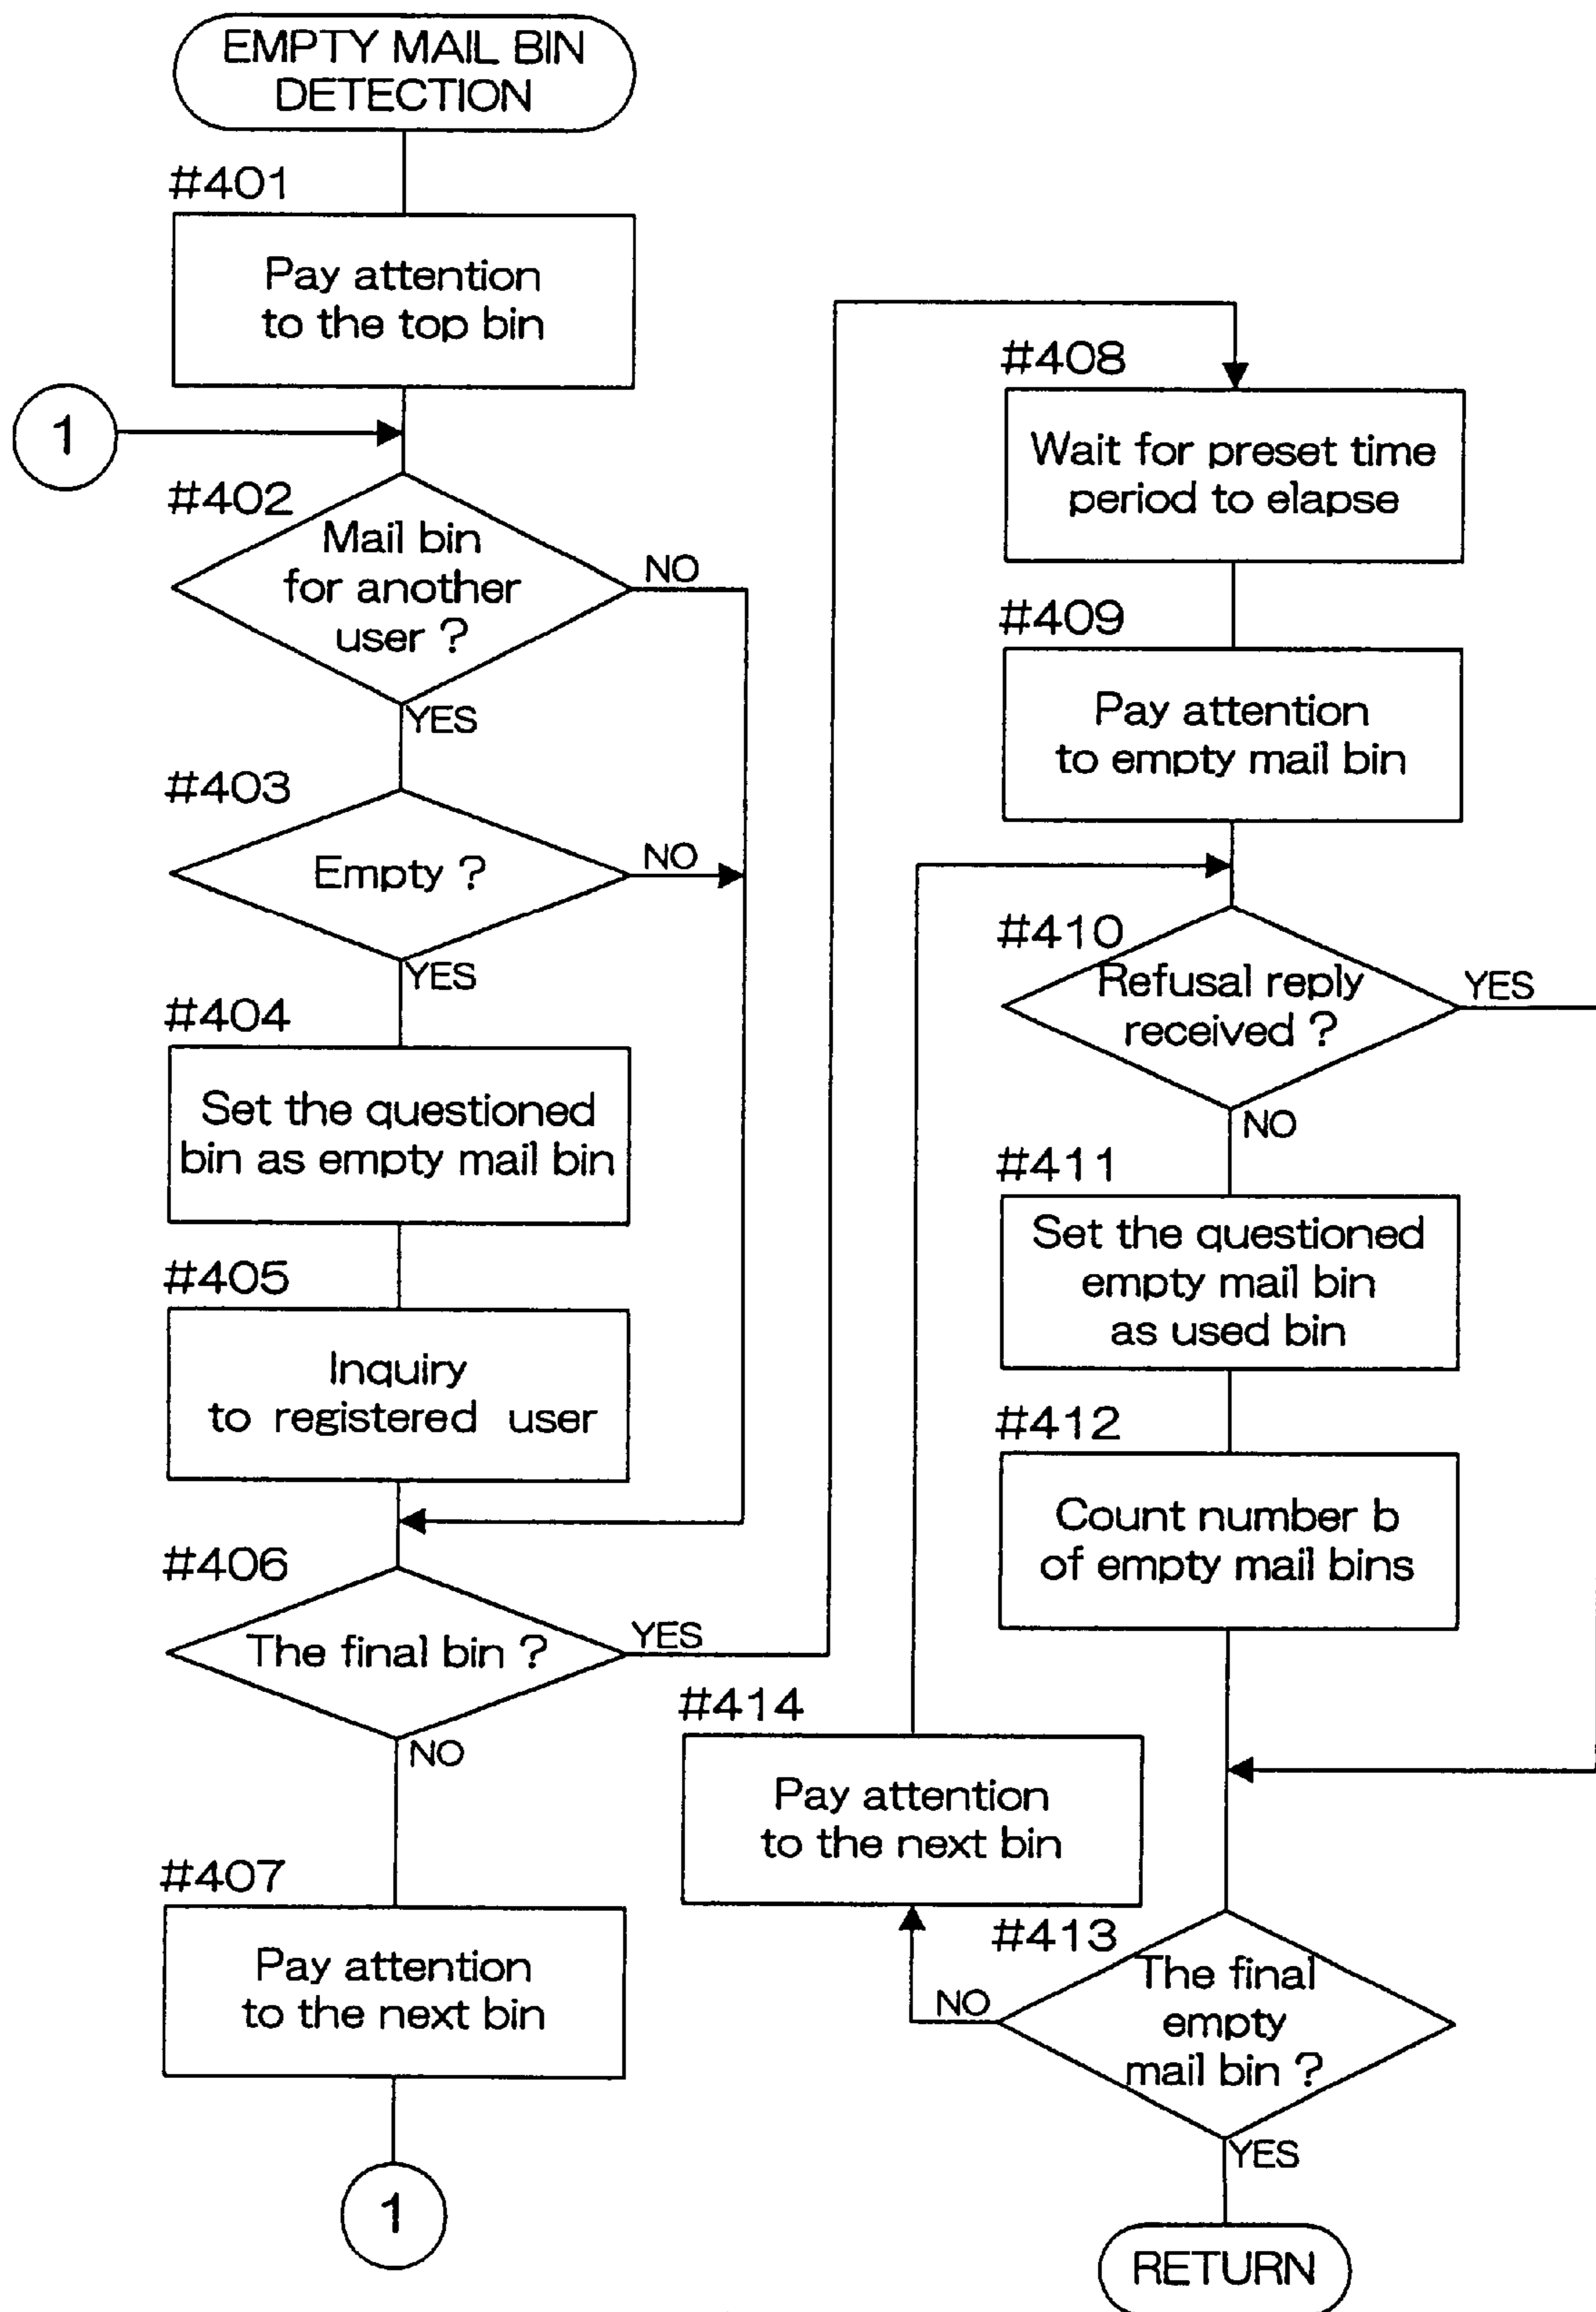 EMPTY MAIL BIN
DETECTION
#401
Pay attention
to the top bin
1
#402
Mail bin
for another
user ?
NO
YES
#403
Empty ?
NO
YES
#404
Set the questioned
bin as empty mail bin
#405
Inquiry
to registered user
#406
The final bin ?
YES
NO
#407
Pay attention
to the next bin
1
#408
Wait for preset time
period to elapse
#409
Pay attention
to empty mail bin
#410
Refusal reply
received ?
YES
NO
#411
Set the questioned
empty mail bin
as used bin
#412
Count number b
of empty mail bins
#414
Pay attention
to the next bin
#413
The final
empty
mail bin ?
NO
YES
RETURN